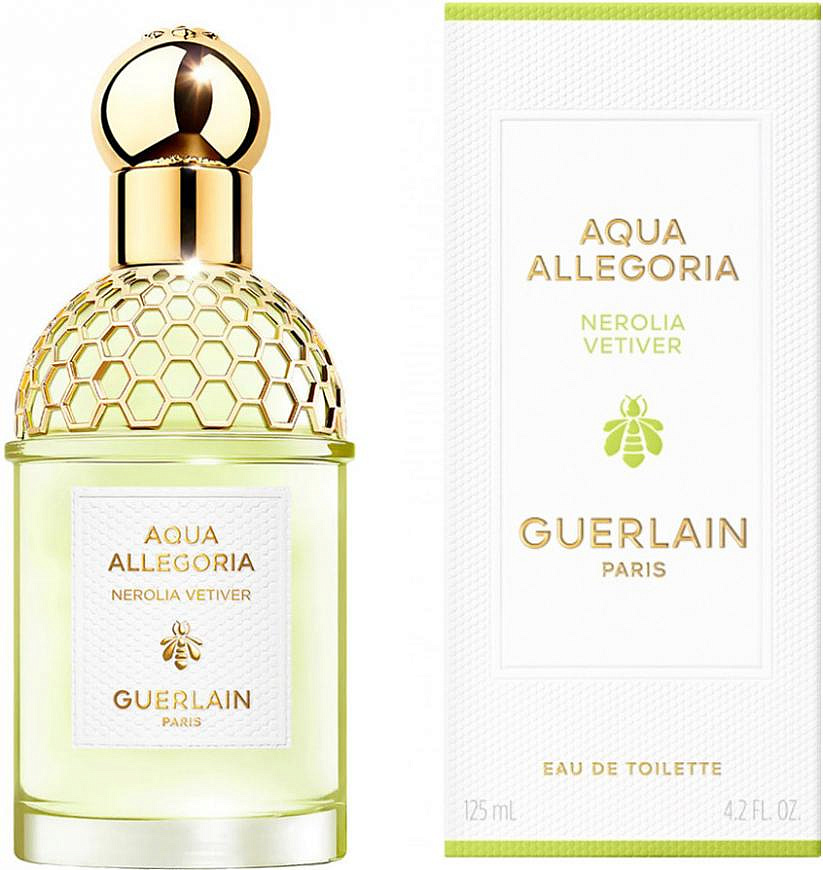 AQUA
ALLEGORIA
NEROLIA VETIVER
GUERLAIN
PARIS
AQUA
ALLEGORIA
NEROLIA
VETIVER
GUERLAIN
PARIS
EAU DE TOILETTE
125 mL 4.2 FL. OZ.